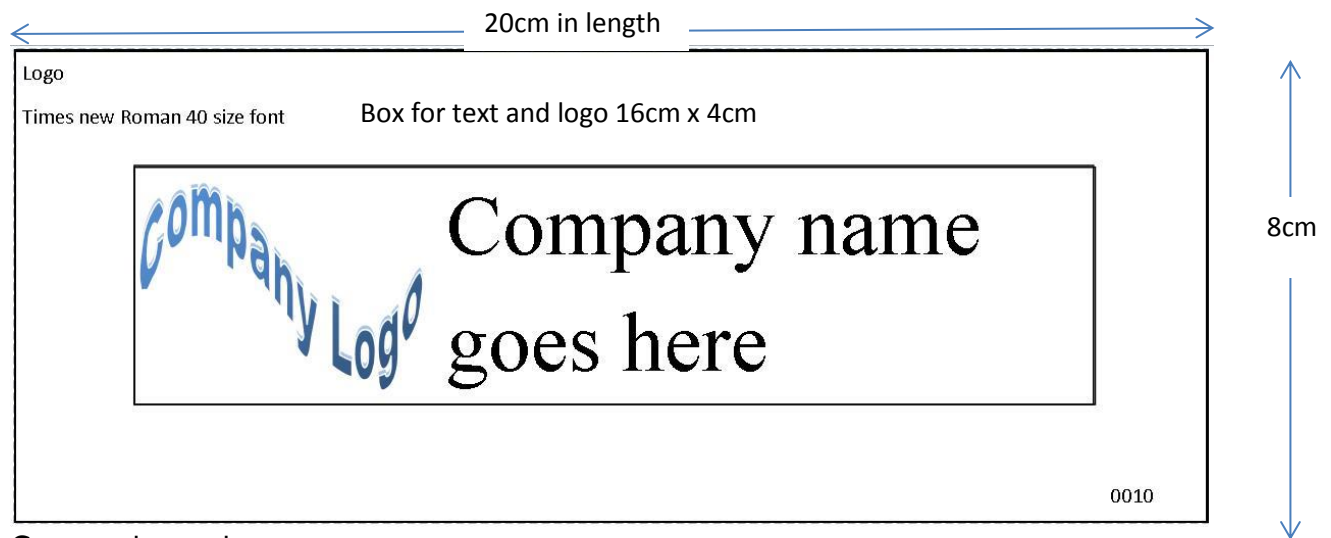 20cm in length
Logo
Times new Roman 40 size font
Box for text and logo 16cm x 4cm
Company Logo
Company name
goes here
8cm
0010